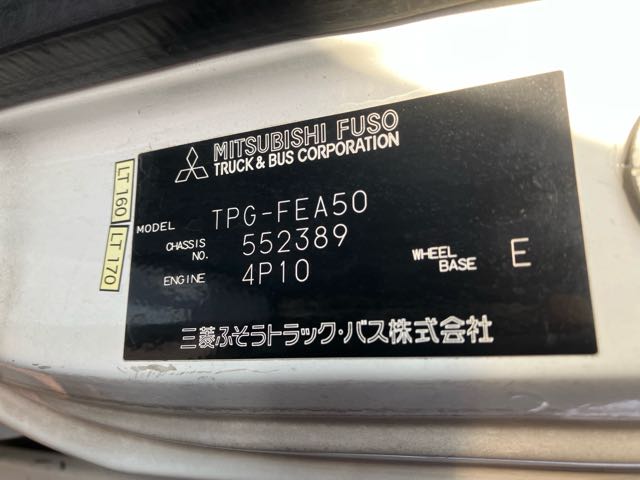 MITSUBISHI FUSO
TRUCK & BUS CORPORATION
LT 160
LT 170
MODEL TPG-FEA50
CHASSIS NO. 552389
ENGINE 4P10
WHEEL BASE E
三菱ふそうトラック・バス株式会社